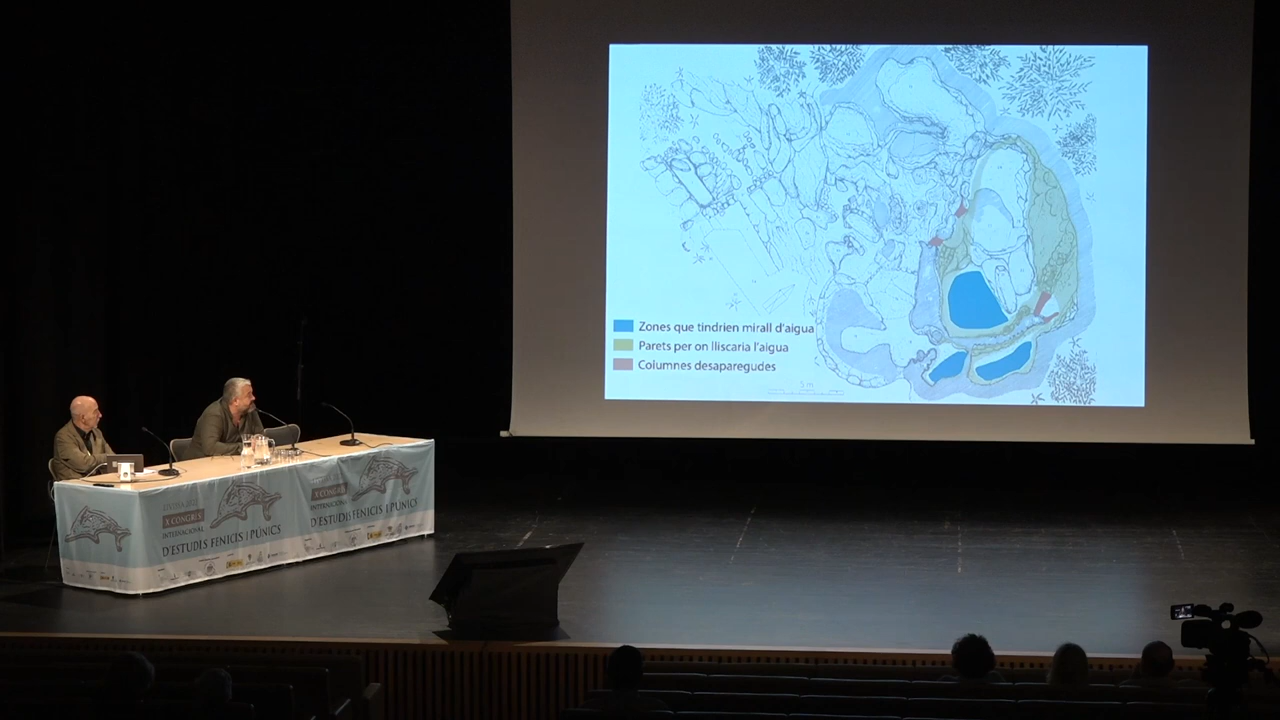 Zones que tindrien mirall d'aigua
Parets per on lliscaria l'aigua
Columnes desaparegudes
5 m
X CONGRÉS
INTERNACIONAL
D'ESTUDIS FENICIS I PÚNICS
X CONGRÉS
INTERNACIONAL
D'ESTUDIS FENICIS I PÚNICS